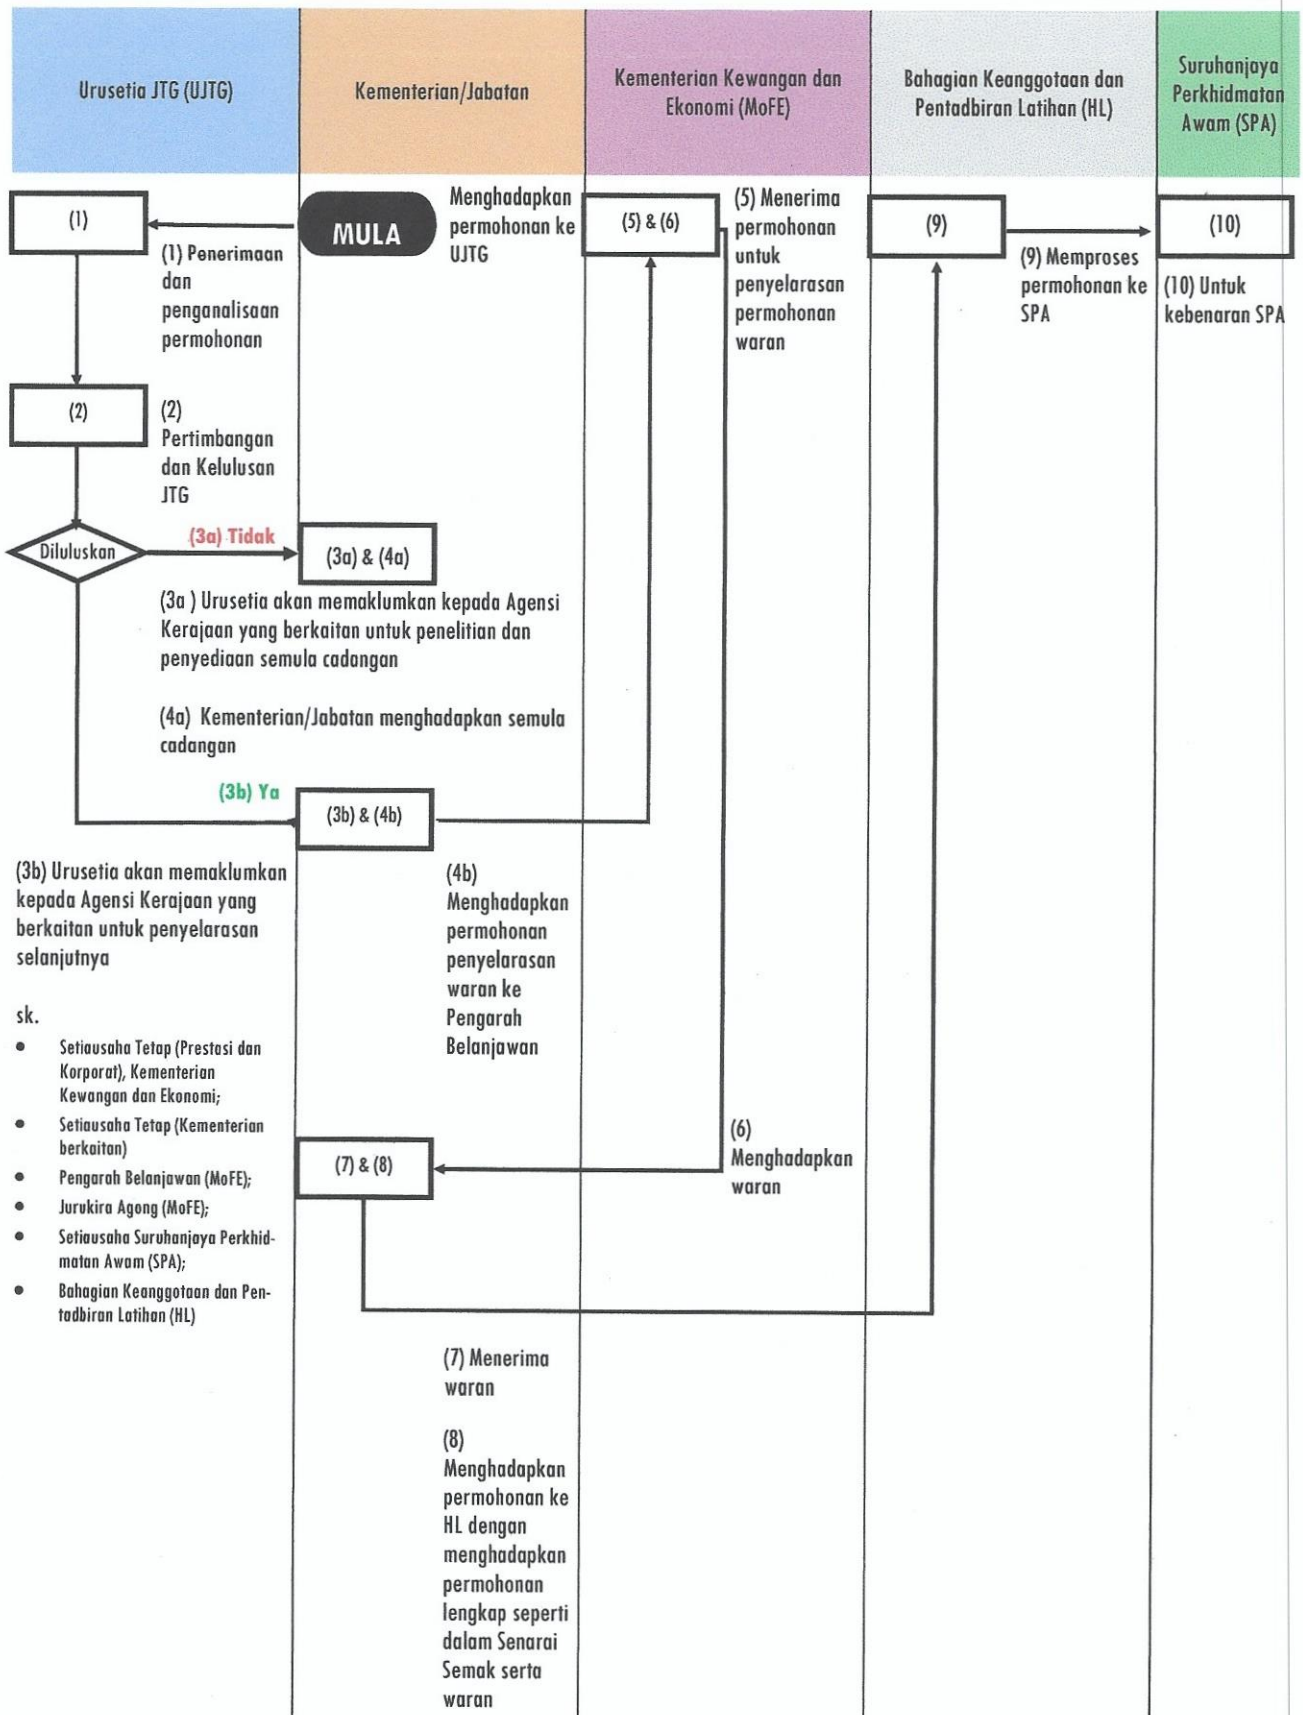 Urusetia JTG (UJTG)
Kementerian/Jabatan
Kementerian Kewangan dan
Ekonomi (MoFE)
Bahagian Keanggotaan dan
Pentadbiran Latihan (HL)
Suruhanjaya
Perkhidmatan
Awam (SPA)
(1)
(1) Penerimaan
dan
penganalisaan
permohonan
MULA
Menghadapkan
permohonan ke
UJTG
(5) & (6)
(5) Menerima
permohonan
untuk
penyelarasan
permohonan
waran
(9)
(9) Memproses
permohonan ke
SPA
(10)
(10) Untuk
kebenaran SPA
(2)
(2)
Pertimbangan
dan Kelulusan
JTG
Diluluskan
(3a) Tidak
(3a) & (4a)
(3a ) Urusetia akan memaklumkan kepada Agensi
Kerajaan yang berkaitan untuk penelitian dan
penyediaan semula cadangan
(4a) Kementerian/Jabatan menghadapkan semula
cadangan
(3b) Ya
(3b) & (4b)
(3b) Urusetia akan memaklumkan
kepada Agensi Kerajaan yang
berkaitan untuk penyelarasan
selanjutnya
(4b)
Menghadapkan
permohonan
penyelarasan
waran ke
Pengarah
Belanjawan
sk.
• Setiausaha Tetap (Prestasi dan
Korporat), Kementerian
Kewangan dan Ekonomi;
• Setiausaha Tetap (Kementerian
berkaitan)
• Pengarah Belanjawan (MoFE);
• Jurukira Agong (MoFE);
• Setiausaha Suruhanjaya Perkhid-
matan Awam (SPA);
• Bahagian Keanggotaan dan Pen-
tadbiran Latihan (HL)
(7) & (8)
(6)
Menghadapkan
waran
(7) Menerima
waran
(8)
Menghadapkan
permohonan ke
HL dengan
menghadapkan
permohonan
lengkap seperti
dalam Senarai
Semak serta
waran